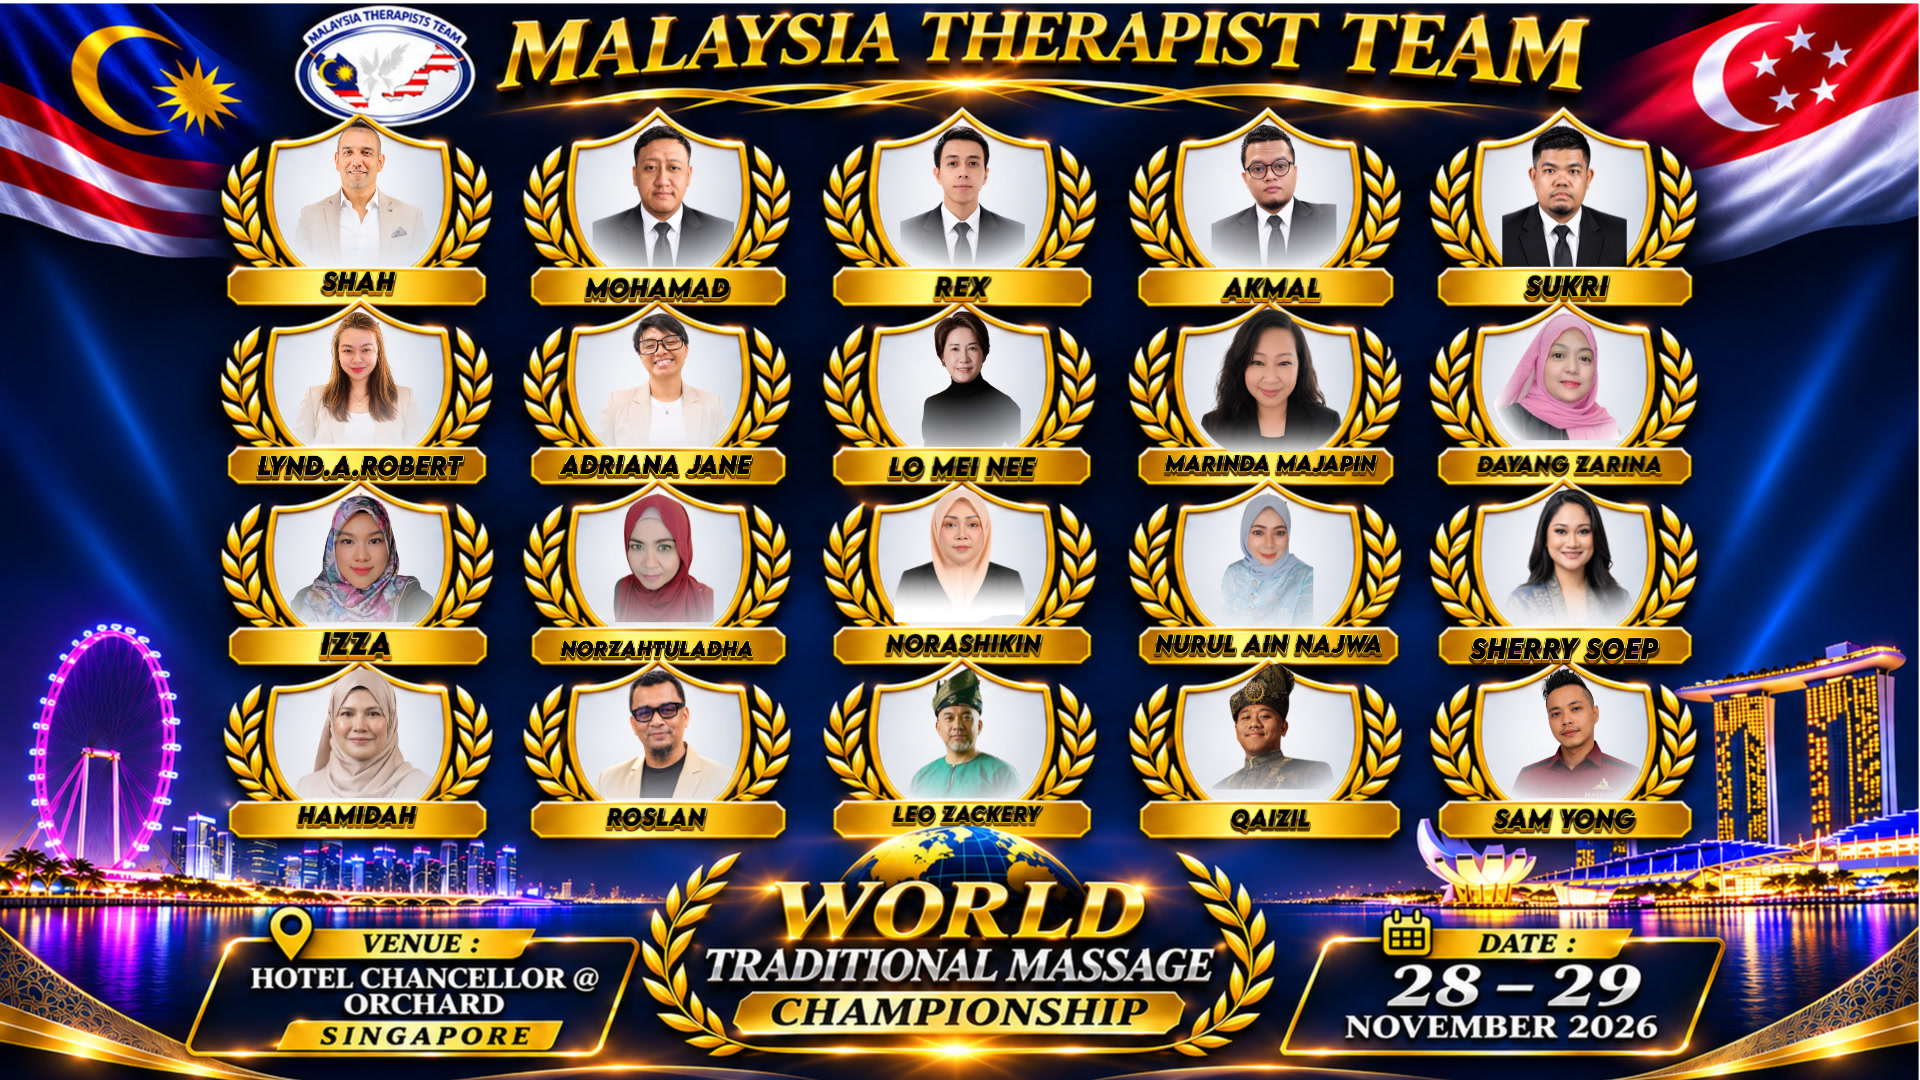 MALAYSIA THERAPISTS TEAM
MALAYSIA THERAPIST TEAM
SHAH
MOHAMAD
REX
AKMAL
SUKRI
LYND.A.ROBERT
ADRIANA JANE
LO MEI NEE
MARINDA MAJAPIN
DAYANG ZARINA
IZZA
NORZAHTULADHA
NORASHIKIN
NURUL AIN NAJWA
SHERRY SOEP
HAMIDAH
ROSLAN
LEO ZACKERY
QAIZIL
SAM YONG
VENUE :
HOTEL CHANCELLOR @
ORCHARD
SINGAPORE
WORLD
TRADITIONAL MASSAGE
CHAMPIONSHIP
DATE :
28 – 29
NOVEMBER 2026